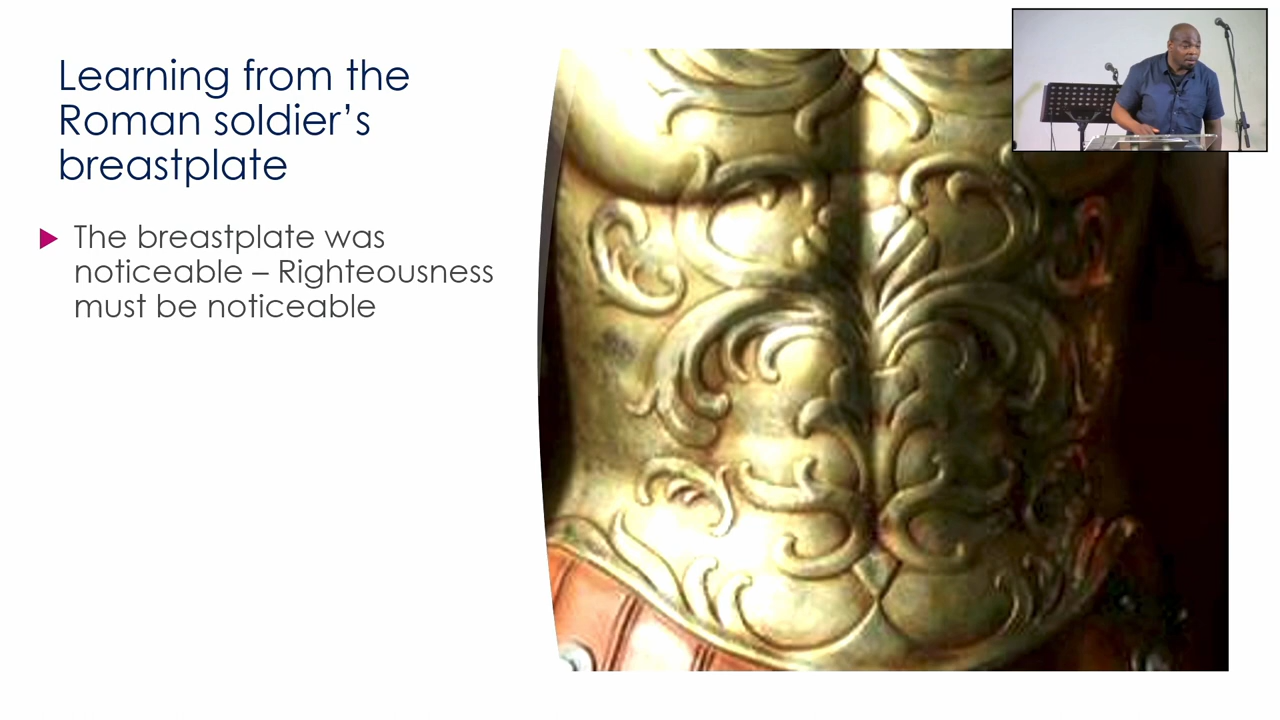 Learning from the
Roman soldier’s
breastplate
The breastplate was
noticeable – Righteousness
must be noticeable